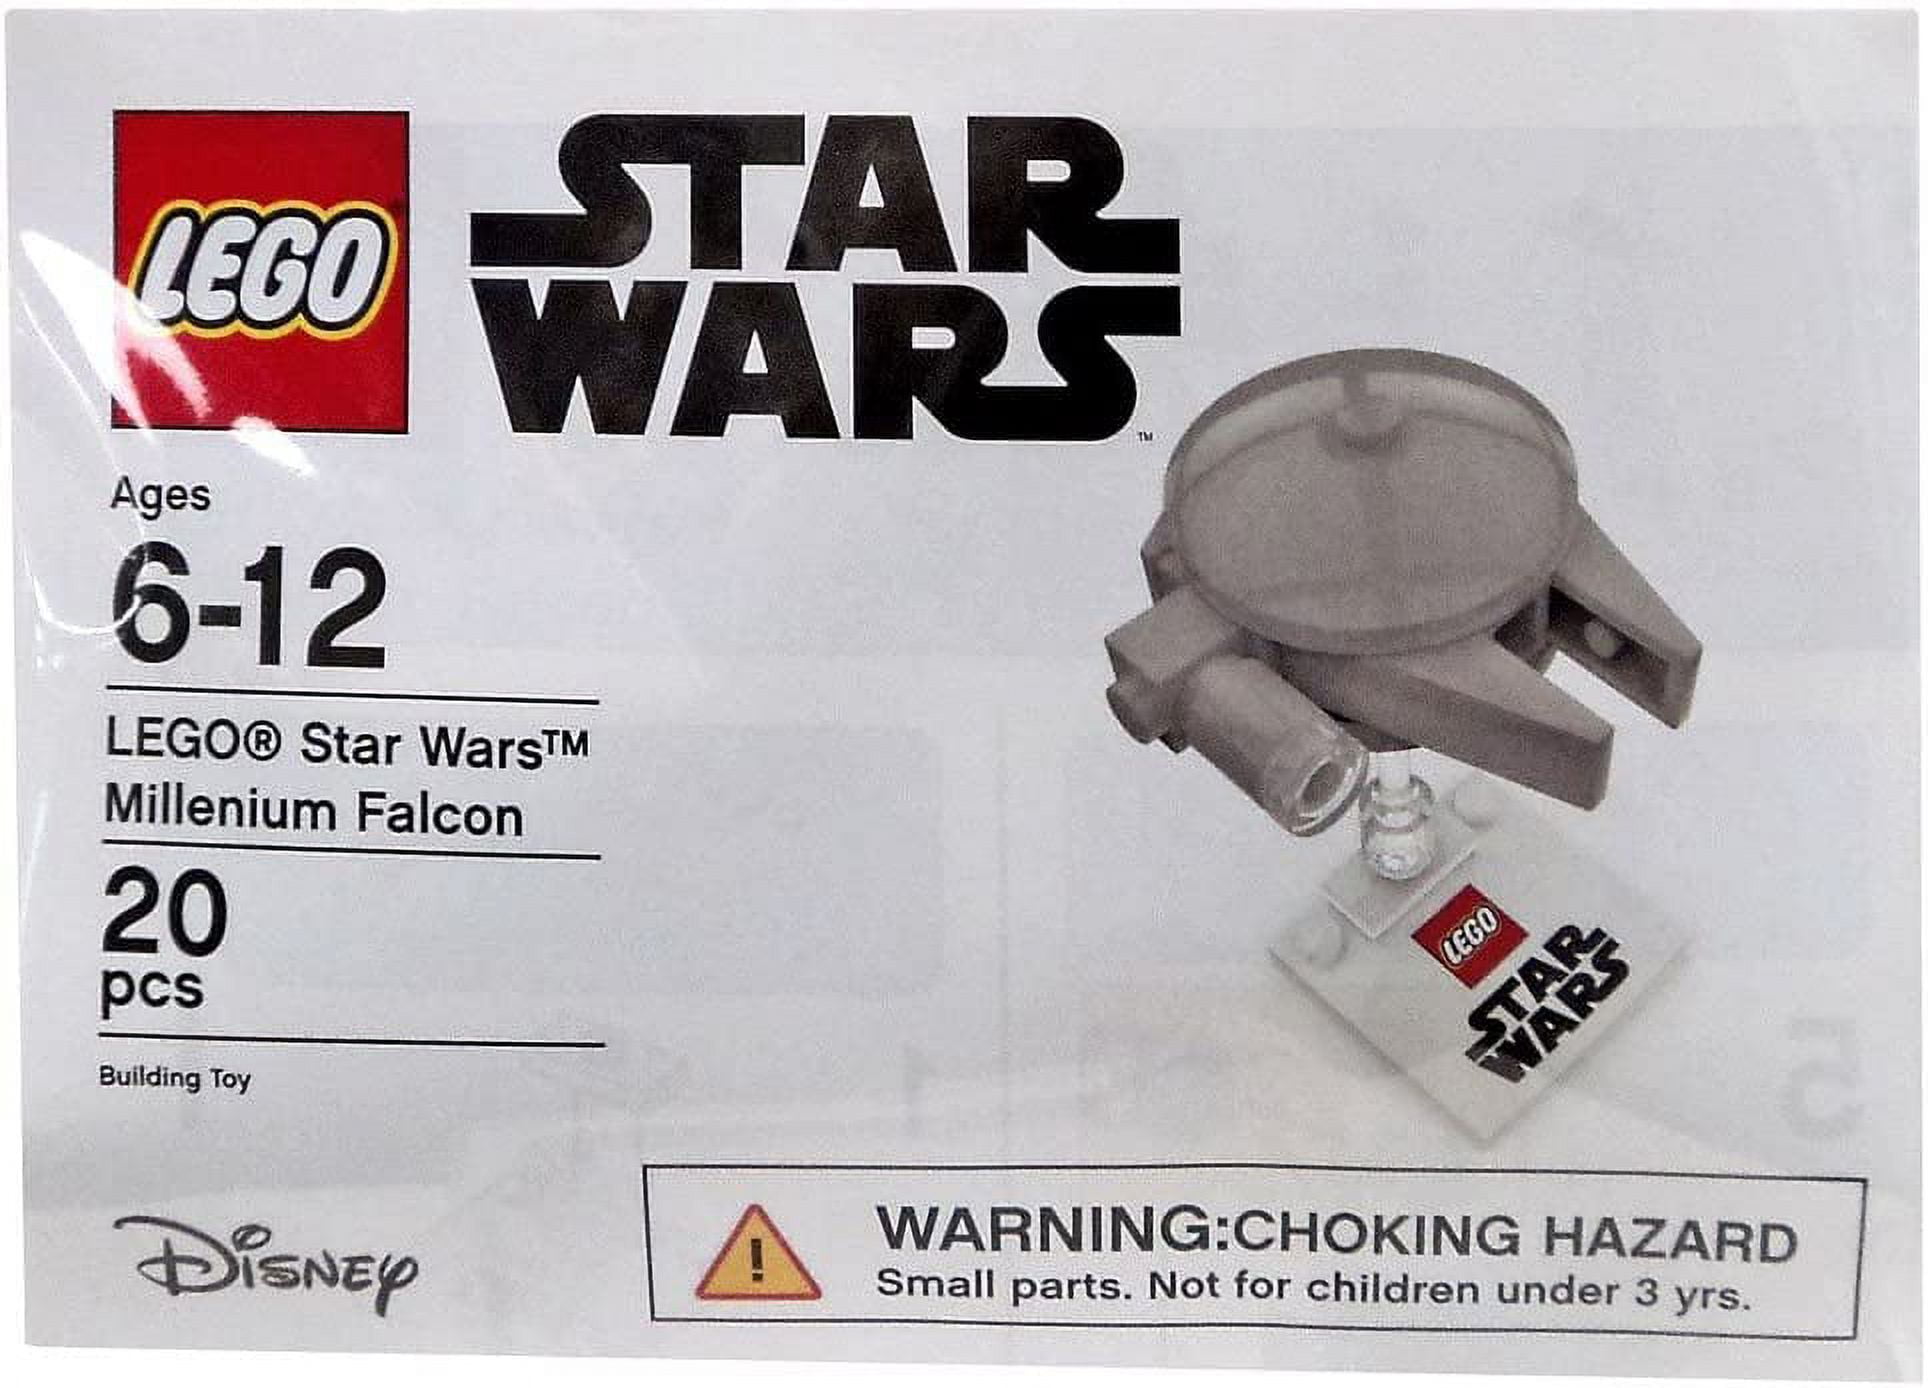 LEGO
STAR
WARS
™
Ages
6-12
LEGO® Star Wars™
Millenium Falcon
20
pcs
Building Toy
LEGO
STAR
WARS
5
Disney
!
WARNING:CHOKING HAZARD
Small parts. Not for children under 3 yrs.